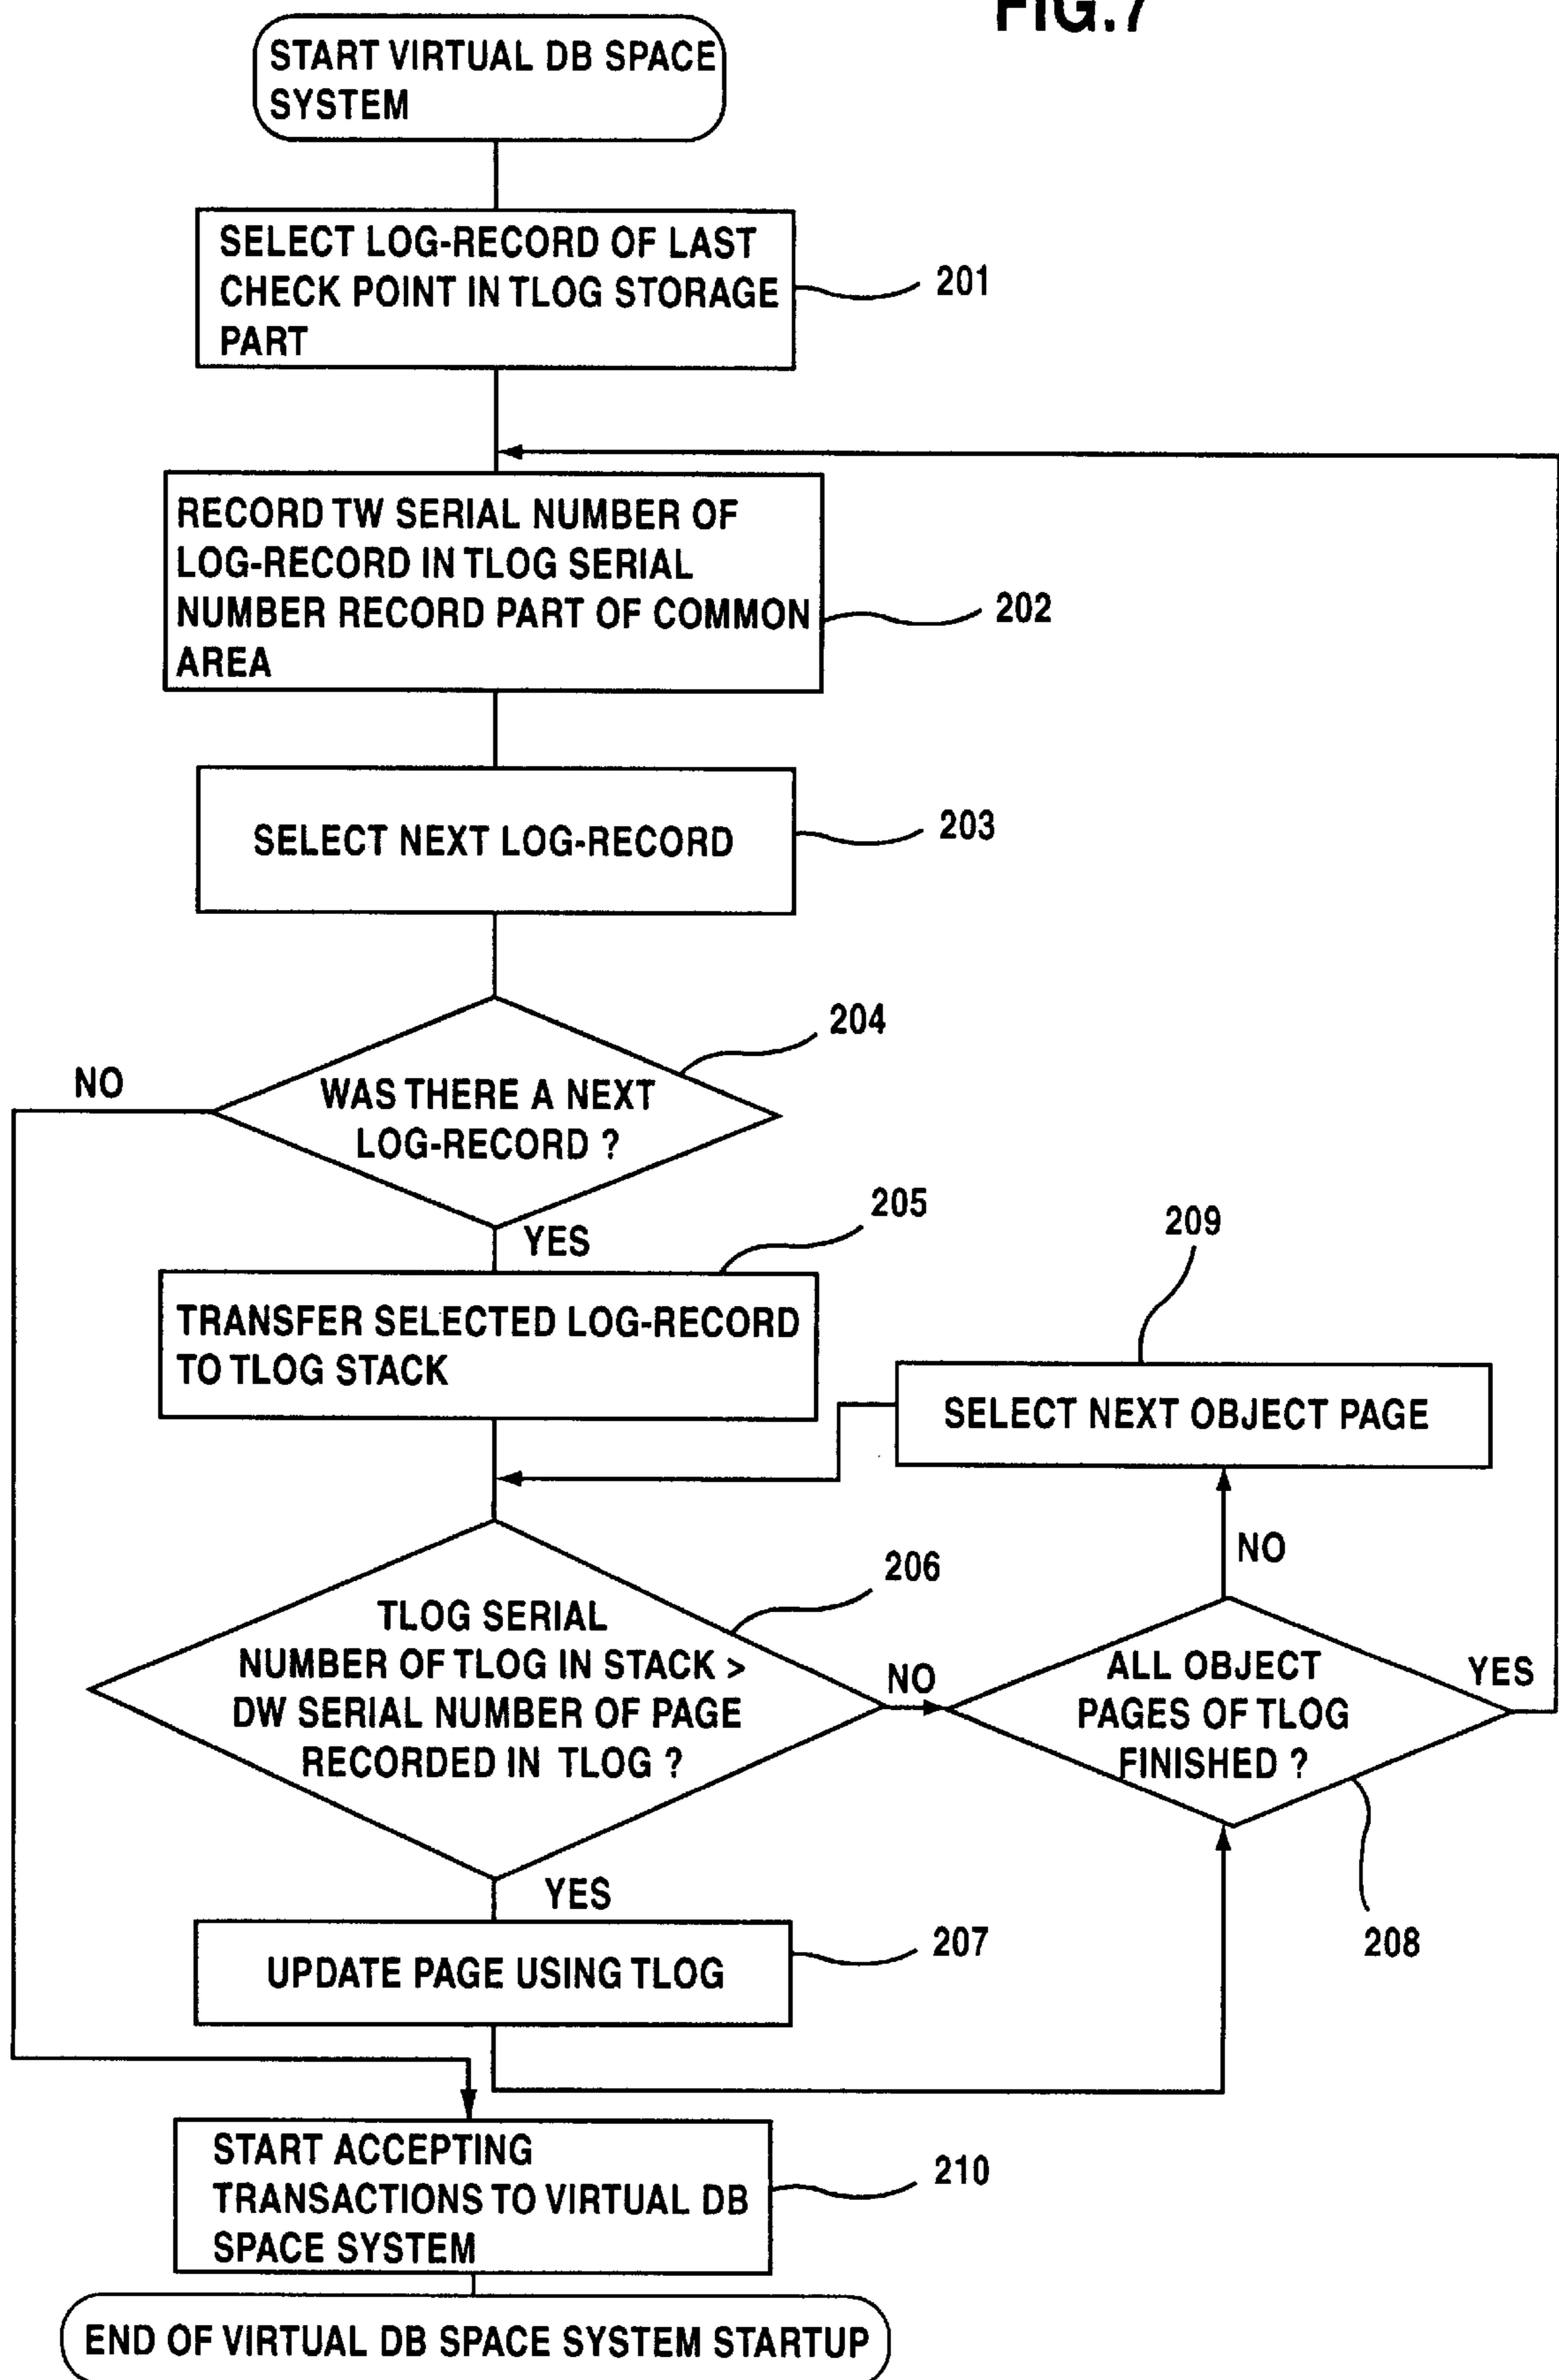 FIG.7
START VIRTUAL DB SPACE
SYSTEM
SELECT LOG-RECORD OF LAST
CHECK POINT IN TLOG STORAGE
PART
201
RECORD TW SERIAL NUMBER OF
LOG-RECORD IN TLOG SERIAL
NUMBER RECORD PART OF COMMON
AREA
202
SELECT NEXT LOG-RECORD
203
204
NO
WAS THERE A NEXT
LOG-RECORD ?
YES
205
TRANSFER SELECTED LOG-RECORD
TO TLOG STACK
209
SELECT NEXT OBJECT PAGE
NO
206
TLOG SERIAL
NUMBER OF TLOG IN STACK >
DW SERIAL NUMBER OF PAGE
RECORDED IN TLOG ?
NO
ALL OBJECT
PAGES OF TLOG
FINISHED ?
YES
208
YES
UPDATE PAGE USING TLOG
207
START ACCEPTING
TRANSACTIONS TO VIRTUAL DB
SPACE SYSTEM
210
END OF VIRTUAL DB SPACE SYSTEM STARTUP